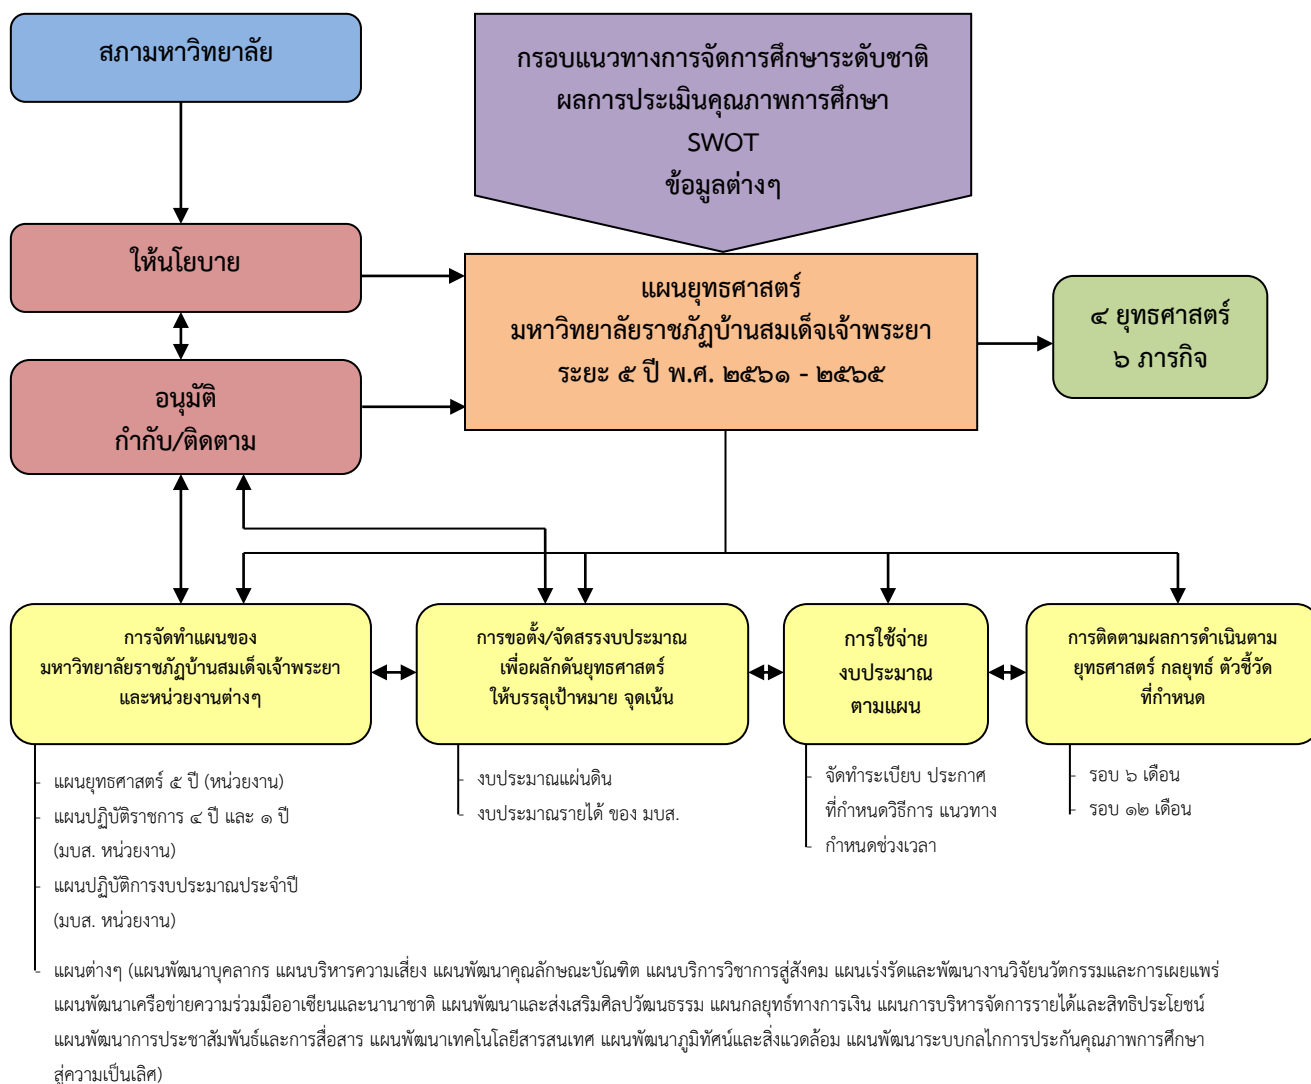 สภามหาวิทยาลัย
กรอบแนวทางการจัดการศึกษาระดับชาติ
ผลการประเมินคุณภาพการศึกษา
SWOT
ข้อมูลต่างๆ
ให้นโยบาย
แผนยุทธศาสตร์
มหาวิทยาลัยราชภัฏบ้านสมเด็จเจ้าพระยา
ระยะ ๕ ปี พ.ศ. ๒๕๖๑ - ๒๕๖๕
๔ ยุทธศาสตร์
๖ ภารกิจ
อนุมัติ
กำกับ/ติดตาม
การจัดทำแผนของ
มหาวิทยาลัยราชภัฏบ้านสมเด็จเจ้าพระยา
และหน่วยงานต่างๆ
การขอตั้ง/จัดสรรงบประมาณ
เพื่อผลักดันยุทธศาสตร์
ให้บรรลุเป้าหมาย จุดเน้น
การใช้จ่าย
งบประมาณ
ตามแผน
การติดตามผลการดำเนินตาม
ยุทธศาสตร์ กลยุทธ์ ตัวชี้วัด
ที่กำหนด
- แผนยุทธศาสตร์ ๕ ปี (หน่วยงาน)
- แผนปฏิบัติราชการ ๔ ปี และ ๑ ปี
(มบส. หน่วยงาน)
- แผนปฏิบัติการงบประมาณประจำปี
(มบส. หน่วยงาน)
- งบประมาณแผ่นดิน
- งบประมาณรายได้ ของ มบส.
- จัดทำระเบียบ ประกาศ
ที่กำหนดวิธีการ แนวทาง
- กำหนดช่วงเวลา
- รอบ ๖ เดือน
- รอบ ๑๒ เดือน
- แผนต่างๆ (แผนพัฒนาบุคลากร แผนบริหารความเสี่ยง แผนพัฒนาคุณลักษณะบัณฑิต แผนบริการวิชาการสู่สังคม แผนเร่งรัดและพัฒนางานวิจัยนวัตกรรมและการเผยแพร่
แผนพัฒนาเครือข่ายความร่วมมืออาเซียนและนานาชาติ แผนพัฒนาและส่งเสริมศิลปวัฒนธรรม แผนกลยุทธ์ทางการเงิน แผนการบริหารจัดการรายได้และสิทธิประโยชน์
แผนพัฒนาการประชาสัมพันธ์และการสื่อสาร แผนพัฒนาเทคโนโลยีสารสนเทศ แผนพัฒนาภูมิทัศน์และสิ่งแวดล้อม แผนพัฒนาระบบกลไกการประกันคุณภาพการศึกษา
สู่ความเป็นเลิศ)